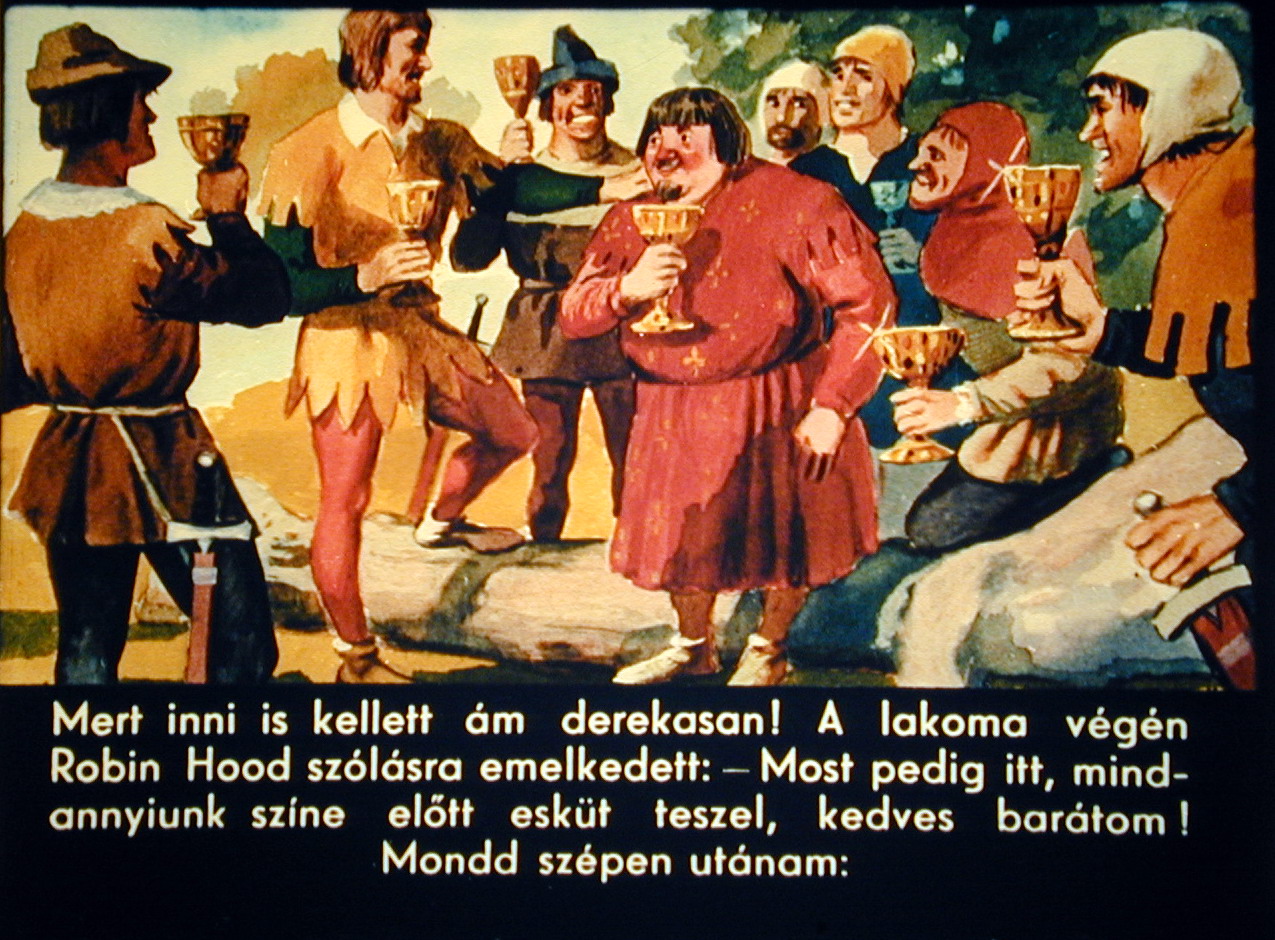 Mert inni is kellett ám derekasan! A lakoma végén
Robin Hood szólásra emelkedett: – Most pedig itt, mind-
annyiunk színe előtt esküt teszel, kedves barátom!
Mondd szépen utánam: